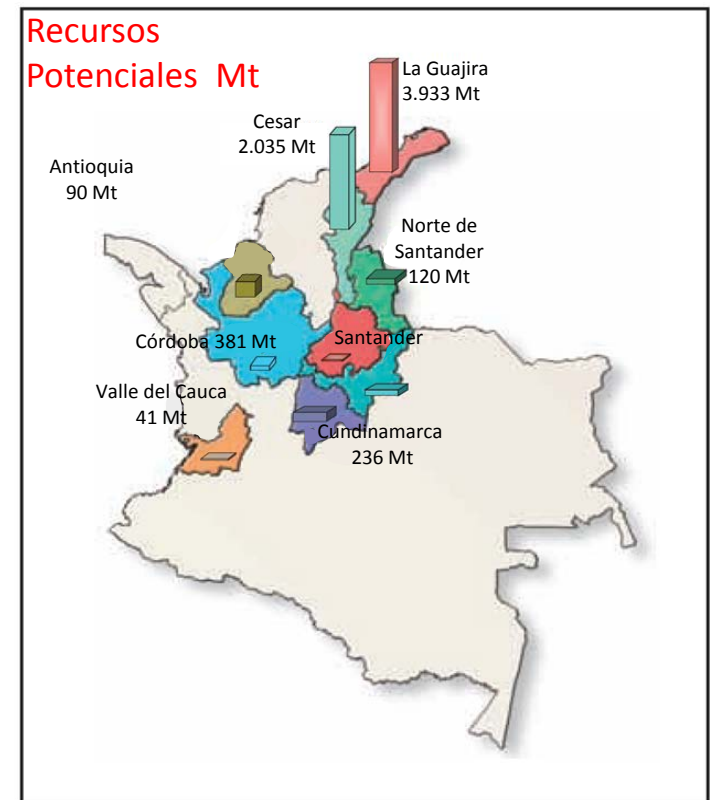 Recursos
Potenciales Mt
La Guajira
3.933 Mt
Cesar
2.035 Mt
Antioquia
90 Mt
Norte de
Santander
120 Mt
Córdoba 381 Mt
Santander
Valle del Cauca
41 Mt
Cundinamarca
236 Mt